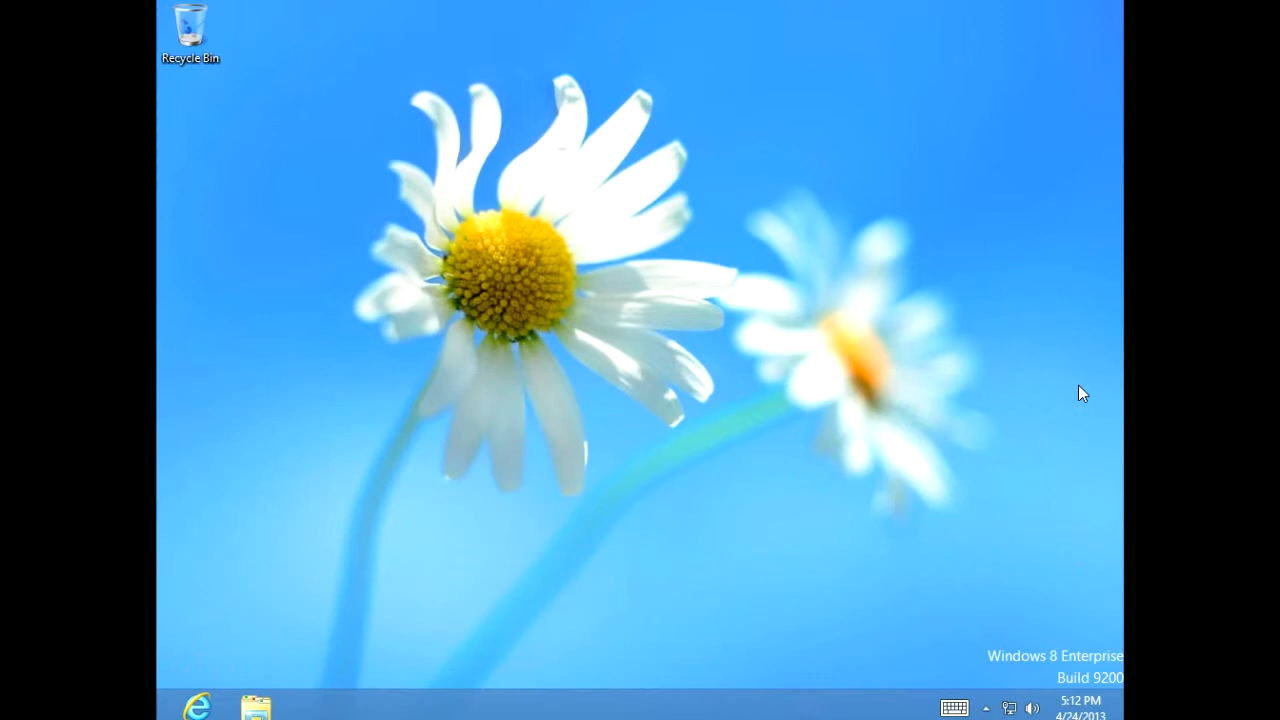 Recycle Bin
Windows 8 Enterprise
Build 9200
5:12 PM
4/24/2013